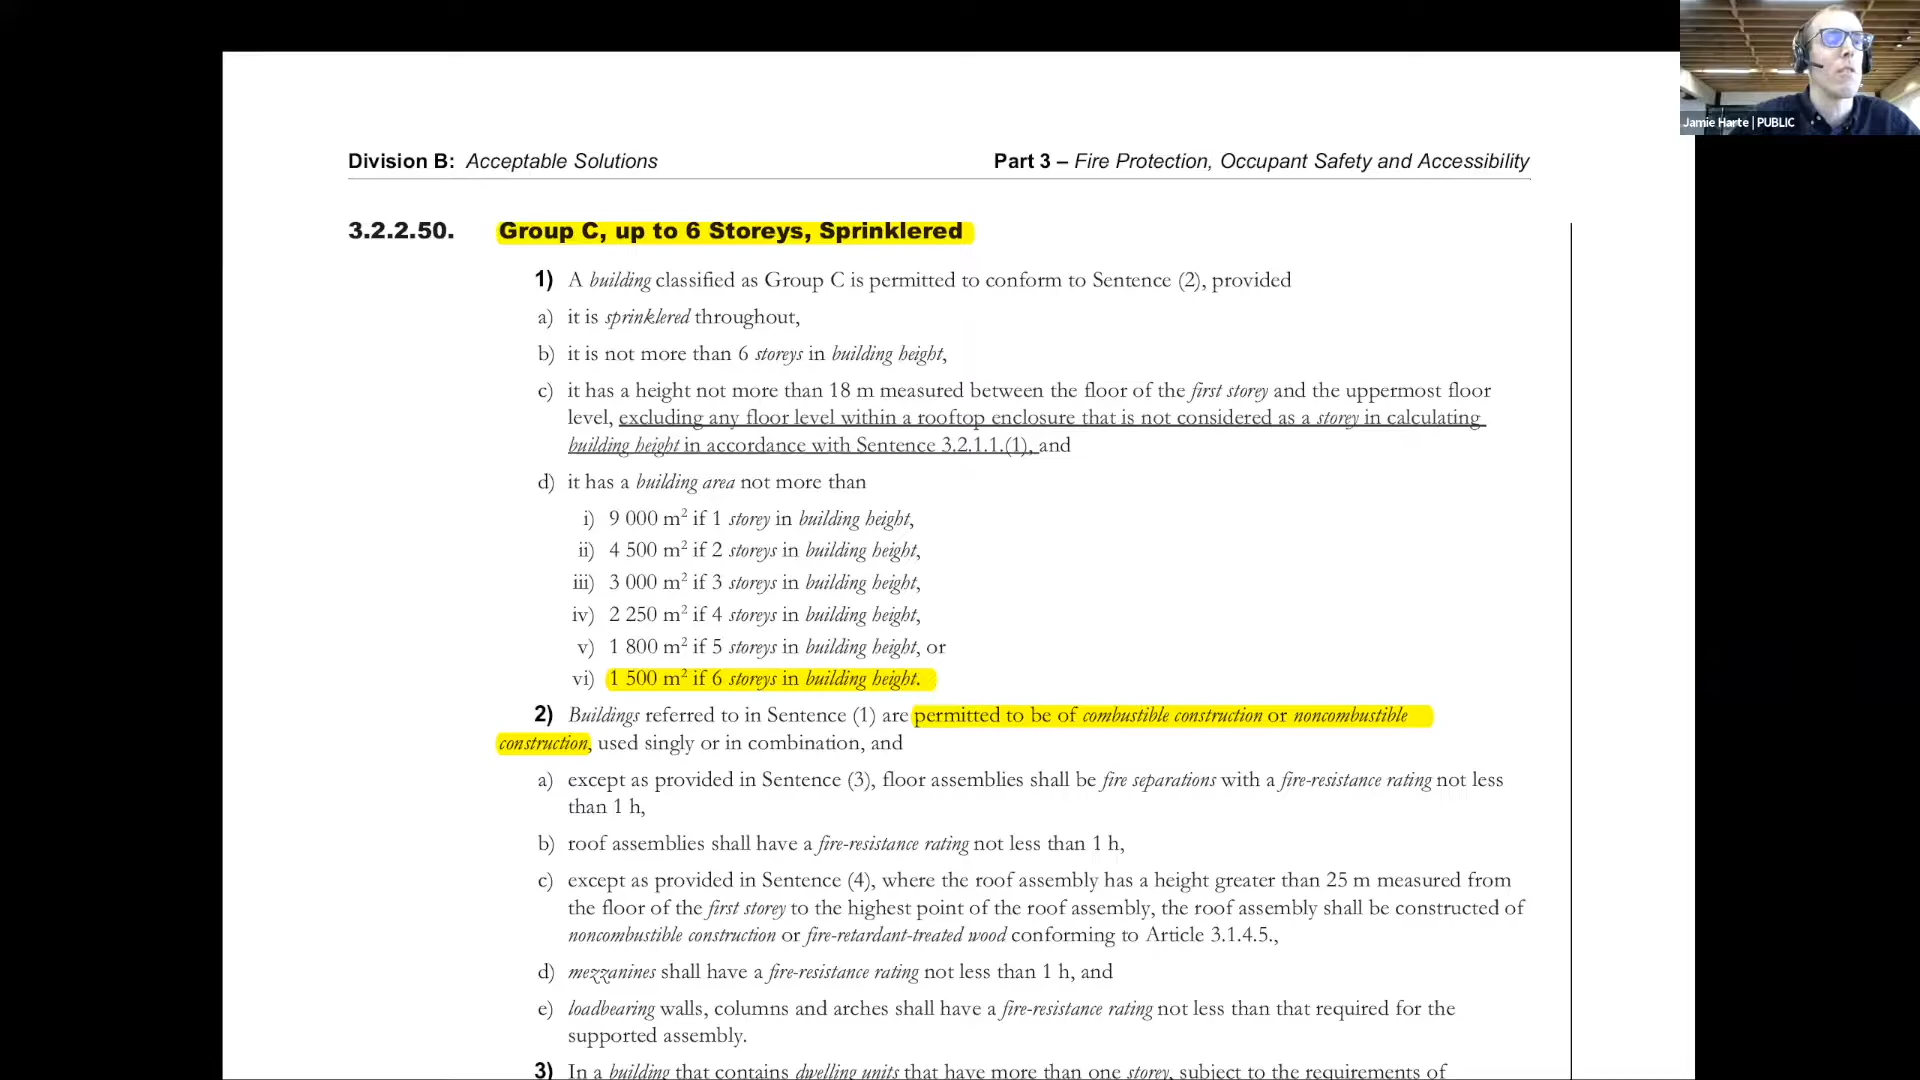 Jamie Harte | PUBLIC
Division B: Acceptable Solutions
Part 3 – Fire Protection, Occupant Safety and Accessibility
3.2.2.50. Group C, up to 6 Storeys, Sprinklered
1) A building classified as Group C is permitted to conform to Sentence (2), provided
a) it is sprinklered throughout,
b) it is not more than 6 storeys in building height,
c) it has a height not more than 18 m measured between the floor of the first storey and the uppermost floor
level, excluding any floor level within a rooftop enclosure that is not considered as a storey in calculating
building height in accordance with Sentence 3.2.1.1.(1), and
d) it has a building area not more than
i) 9 000 m² if 1 storey in building height,
ii) 4 500 m² if 2 storeys in building height,
iii) 3 000 m² if 3 storeys in building height,
iv) 2 250 m² if 4 storeys in building height,
v) 1 800 m² if 5 storeys in building height, or
vi) 1 500 m² if 6 storeys in building height.
2) Buildings referred to in Sentence (1) are permitted to be of combustible construction or noncombustible
construction, used singly or in combination, and
a) except as provided in Sentence (3), floor assemblies shall be fire separations with a fire-resistance rating not less
than 1 h,
b) roof assemblies shall have a fire-resistance rating not less than 1 h,
c) except as provided in Sentence (4), where the roof assembly has a height greater than 25 m measured from
the floor of the first storey to the highest point of the roof assembly, the roof assembly shall be constructed of
noncombustible construction or fire-retardant-treated wood conforming to Article 3.1.4.5.,
d) mezzanines shall have a fire-resistance rating not less than 1 h, and
e) loadbearing walls, columns and arches shall have a fire-resistance rating not less than that required for the
supported assembly.
3) In a building that contains dwelling units that have more than one storey, subject to the requirements of